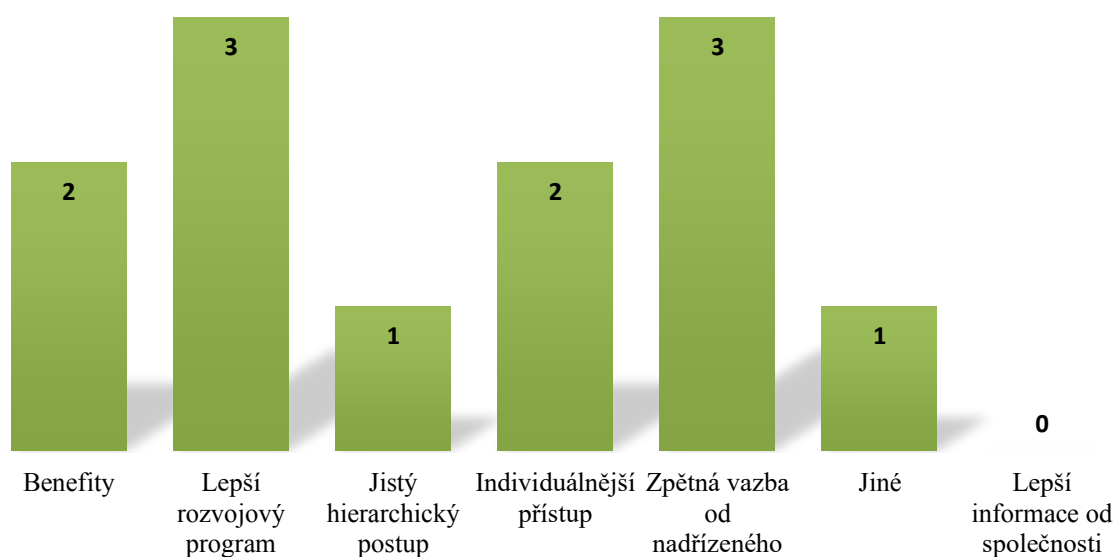 3
3
2
2
1
1
0
Benefity
Lepší
rozvojový
program
Jistý
hierarchický
postup
Individuálnější
přístup
Zpětná vazba
od
nadřízeného
Jiné
Lepší
informace od
společnosti